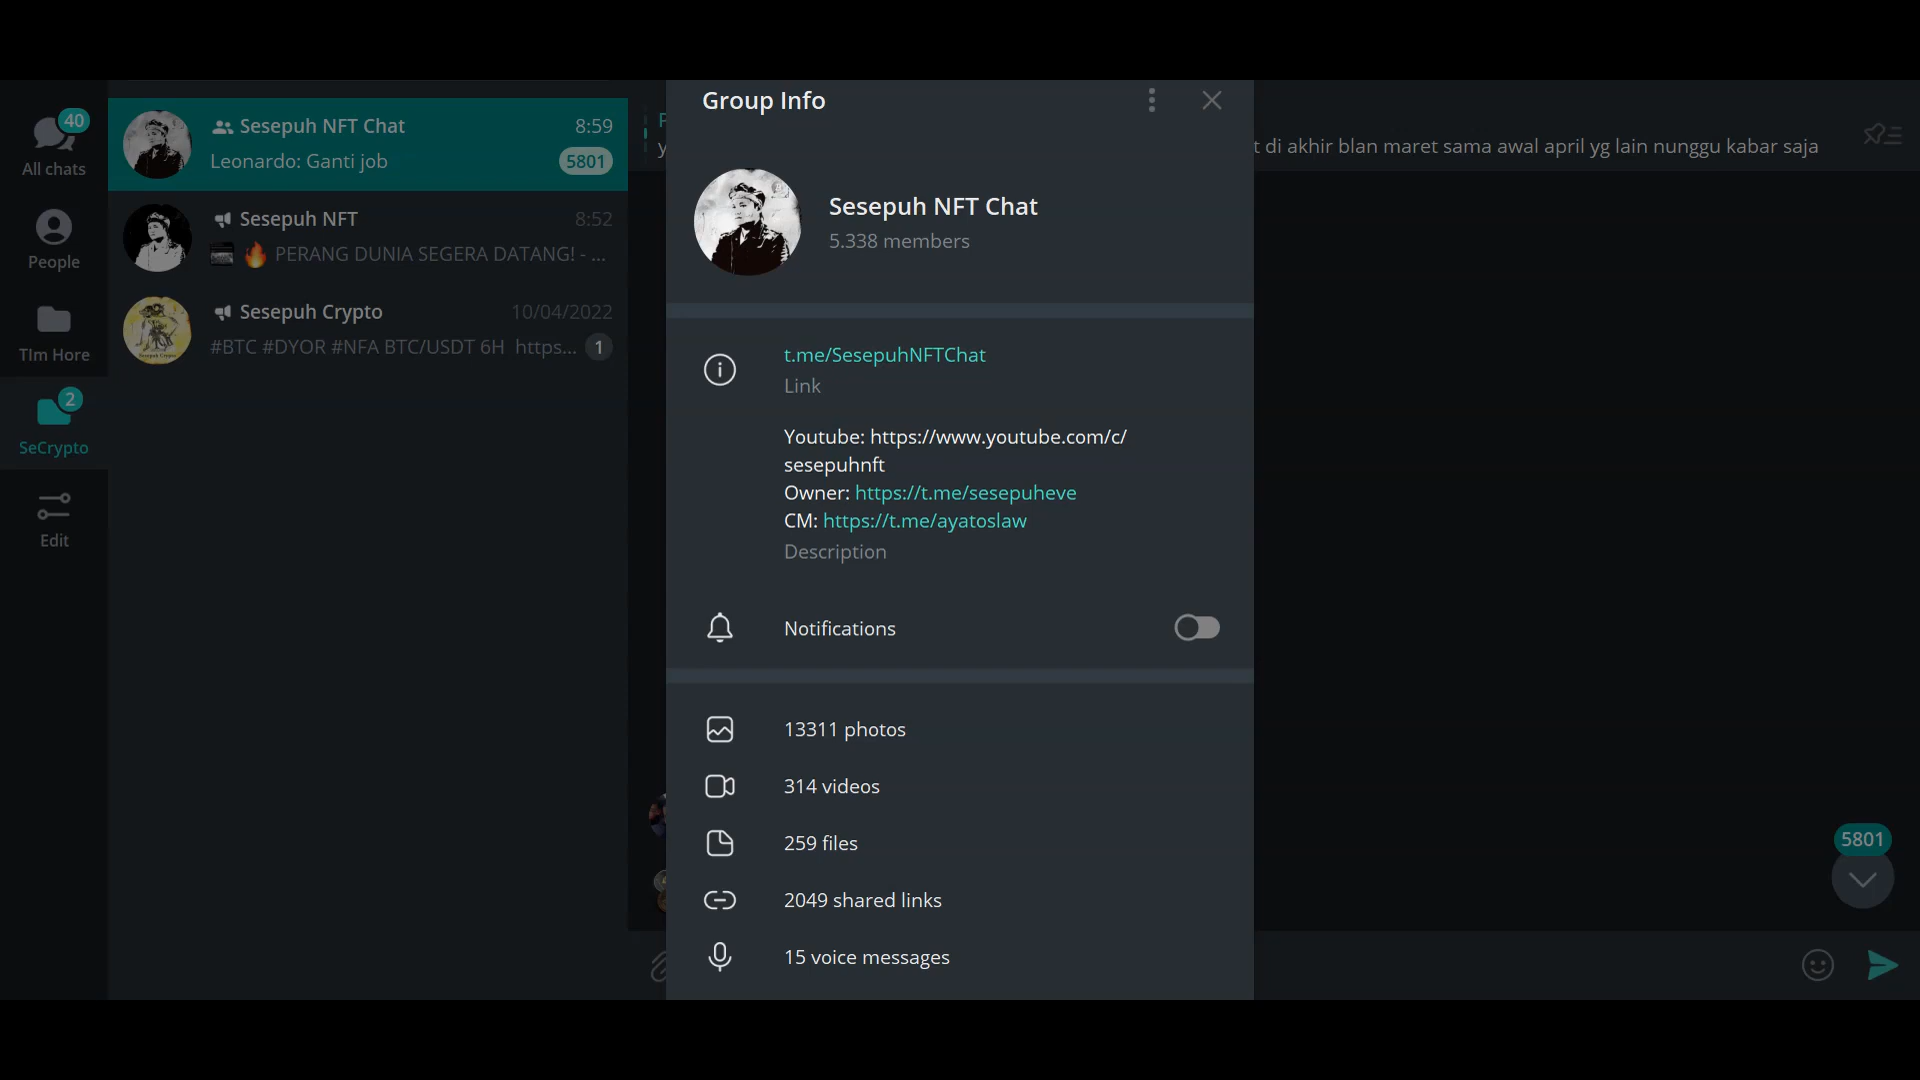 40
All chats
People
TIm Hore
2
SeCrypto
Edit
Sesepuh NFT Chat
8:59
Leonardo: Ganti job
5801
Sesepuh NFT
8:52
🔥 PERANG DUNIA SEGERA DATANG! - ...
Sesepuh Crypto
10/04/2022
#BTC #DYOR #NFA BTC/USDT 6H https...
1
Group Info
Sesepuh NFT Chat
5.338 members
t.me/SesepuhNFTChat
Link
Youtube: https://www.youtube.com/c/
sesepuhnft
Owner: https://t.me/sesepuheve
CM: https://t.me/ayatoslaw
Description
Notifications
13311 photos
314 videos
259 files
2049 shared links
15 voice messages
di akhir blan maret sama awal april yg lain nunggu kabar saja
5801